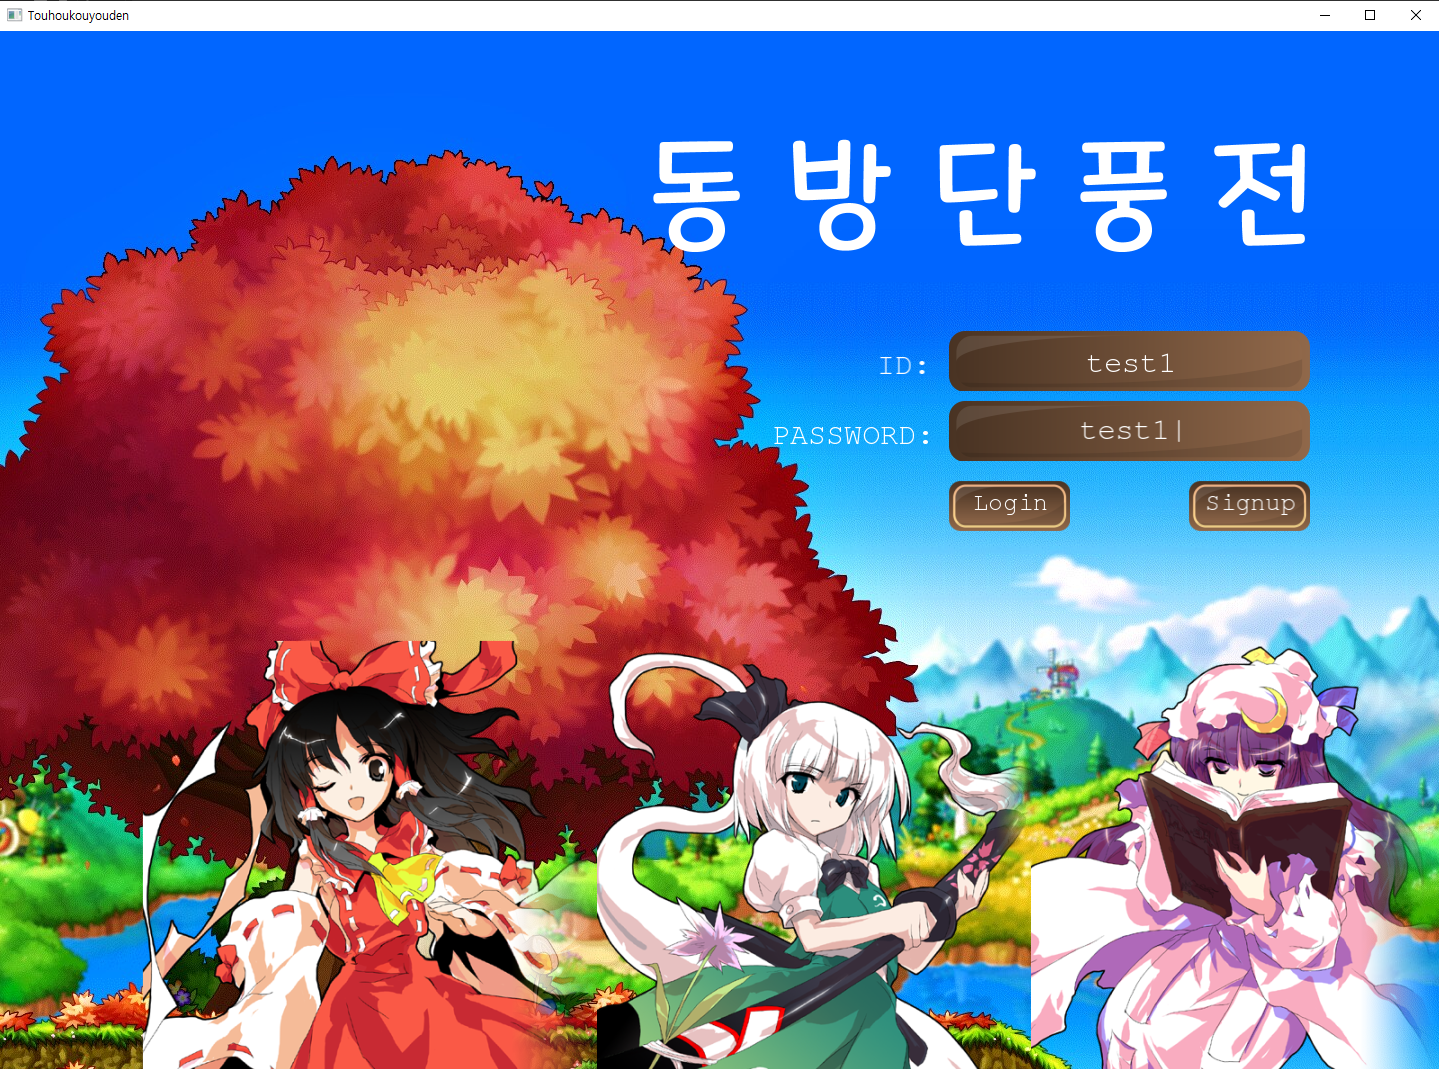 Touhoukouyouden
동방단풍전
ID: test1
PASSWORD: test1|
Login Signup